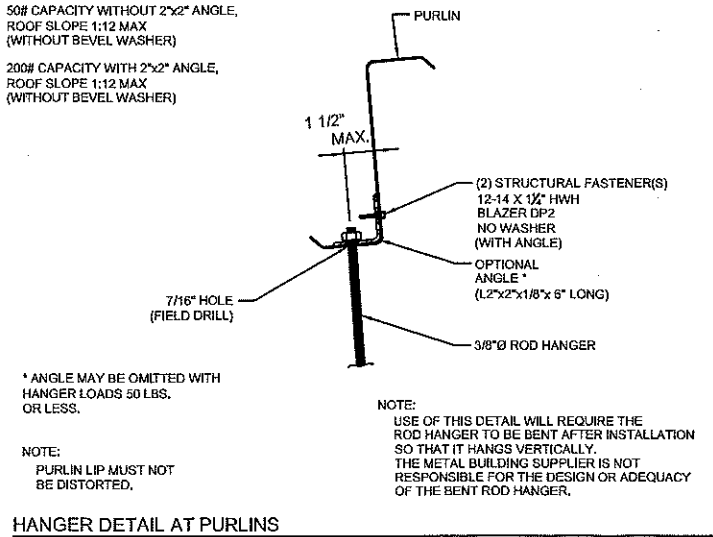 50# CAPACITY WITHOUT 2"x2" ANGLE,
ROOF SLOPE 1:12 MAX
(WITHOUT BEVEL WASHER)
200# CAPACITY WITH 2"x2" ANGLE,
ROOF SLOPE 1:12 MAX
(WITHOUT BEVEL WASHER)
PURLIN
1 1/2"
MAX.
(2) STRUCTURAL FASTENER(S)
12-14 X 1¼" HWH
BLAZER DP2
NO WASHER
(WITH ANGLE)
OPTIONAL
ANGLE *
(L2"x2"x1/8"x 6" LONG)
7/16" HOLE
(FIELD DRILL)
3/8"Ø ROD HANGER
* ANGLE MAY BE OMITTED WITH
HANGER LOADS 50 LBS.
OR LESS.
NOTE:
PURLIN LIP MUST NOT
BE DISTORTED.
NOTE:
USE OF THIS DETAIL WILL REQUIRE THE
ROD HANGER TO BE BENT AFTER INSTALLATION
SO THAT IT HANGS VERTICALLY.
THE METAL BUILDING SUPPLIER IS NOT
RESPONSIBLE FOR THE DESIGN OR ADEQUACY
OF THE BENT ROD HANGER.
HANGER DETAIL AT PURLINS